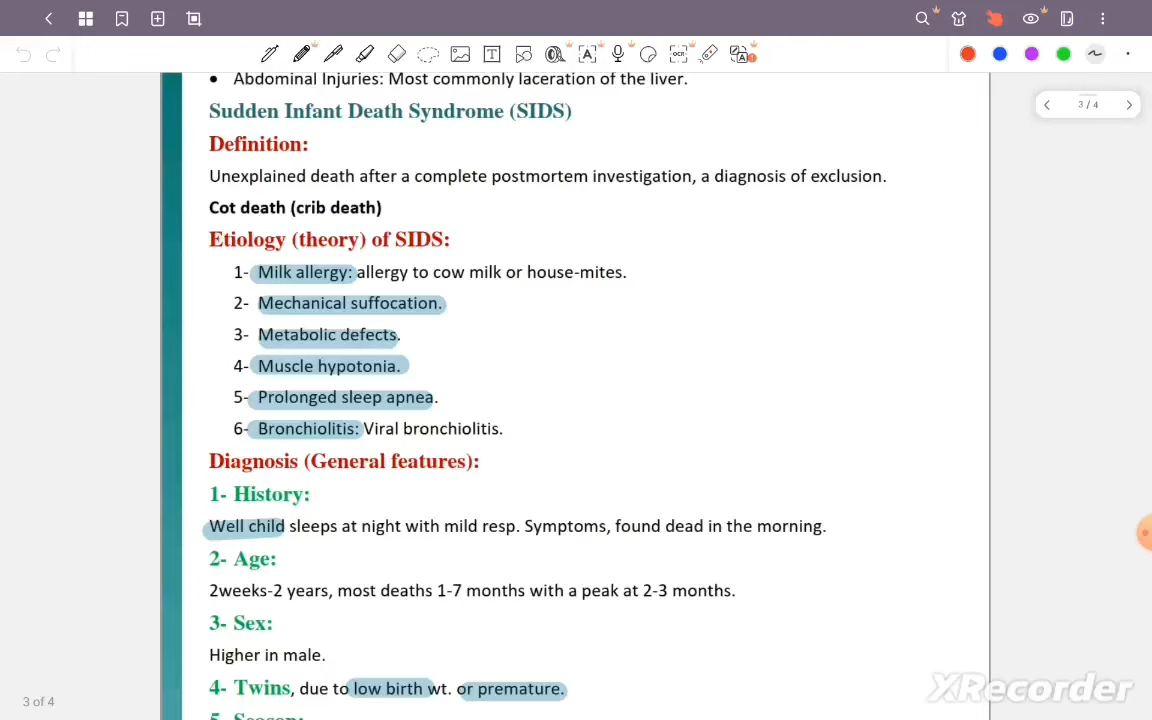 • Abdominal Injuries: Most commonly laceration of the liver.
Sudden Infant Death Syndrome (SIDS)
3 / 4
Definition:
Unexplained death after a complete postmortem investigation, a diagnosis of exclusion.
Cot death (crib death)
Etiology (theory) of SIDS:
1- Milk allergy: allergy to cow milk or house-mites.
2- Mechanical suffocation.
3- Metabolic defects.
4- Muscle hypotonia.
5- Prolonged sleep apnea.
6- Bronchiolitis: Viral bronchiolitis.
Diagnosis (General features):
1- History:
Well child sleeps at night with mild resp. Symptoms, found dead in the morning.
2- Age:
2weeks-2 years, most deaths 1-7 months with a peak at 2-3 months.
3- Sex:
Higher in male.
4- Twins, due to low birth wt. or premature.
5- Season:
3 of 4
XRecorder